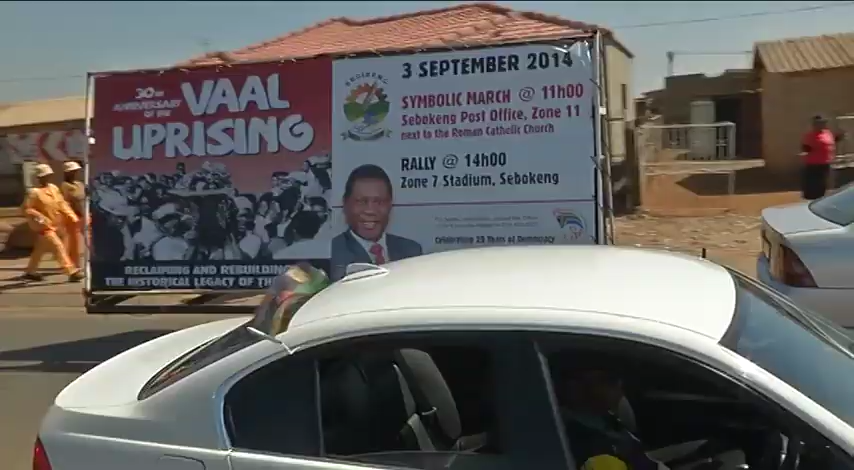 30TH
ANNIVERSARY
OF THE
VAAL
UPRISING
RECLAIMING AND REBUILDING
THE HISTORICAL LEGACY OF
SEDIBENG
3 SEPTEMBER 2014
SYMBOLIC MARCH @ 11H00
Sebokeng Post Office, Zone 11
next to the Roman Catholic Church
RALLY @ 14H00
Zone 7 Stadium, Sebokeng
Celebrating 20 Years of Democracy